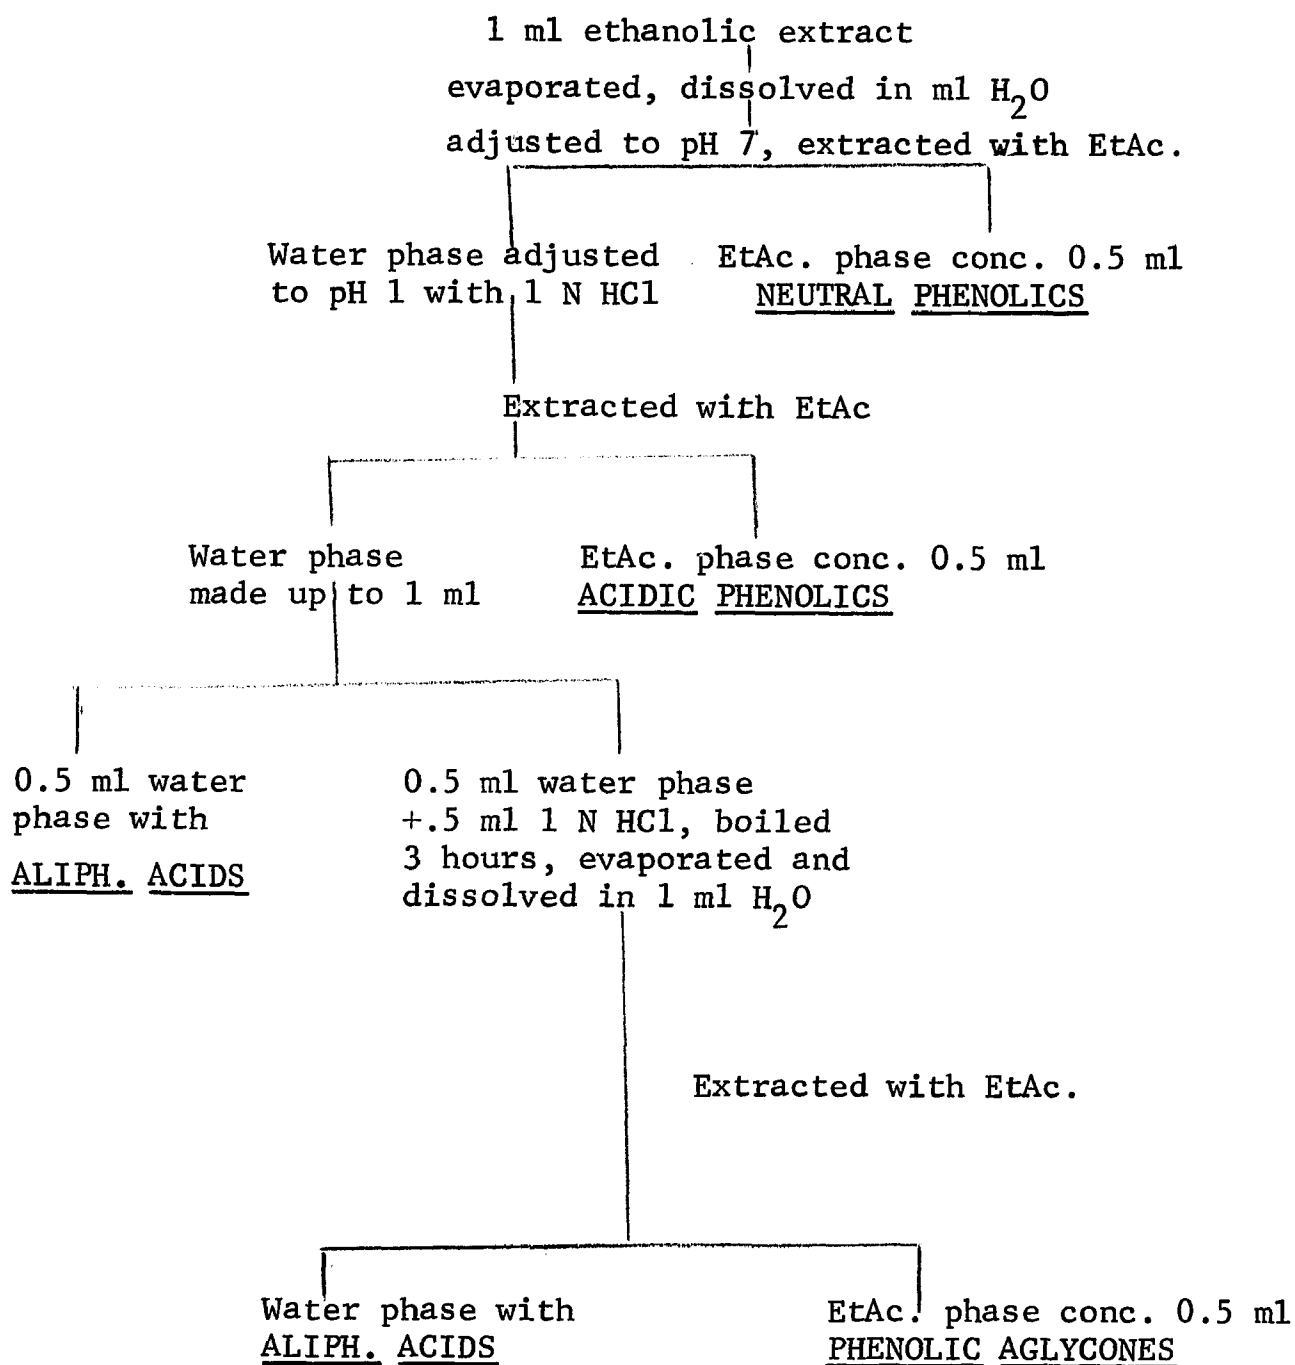 1 ml ethanolic extract
evaporated, dissolved in ml H₂O
adjusted to pH 7, extracted with EtAc.
Water phase adjusted
to pH 1 with 1 N HCl
EtAc. phase conc. 0.5 ml
NEUTRAL PHENOLICS
Extracted with EtAc
Water phase
made up to 1 ml
EtAc. phase conc. 0.5 ml
ACIDIC PHENOLICS
0.5 ml water
phase with
ALIPH. ACIDS
0.5 ml water phase
+.5 ml 1 N HCl, boiled
3 hours, evaporated and
dissolved in 1 ml H₂O
Extracted with EtAc.
Water phase with
ALIPH. ACIDS
EtAc. phase conc. 0.5 ml
PHENOLIC AGLYCONES